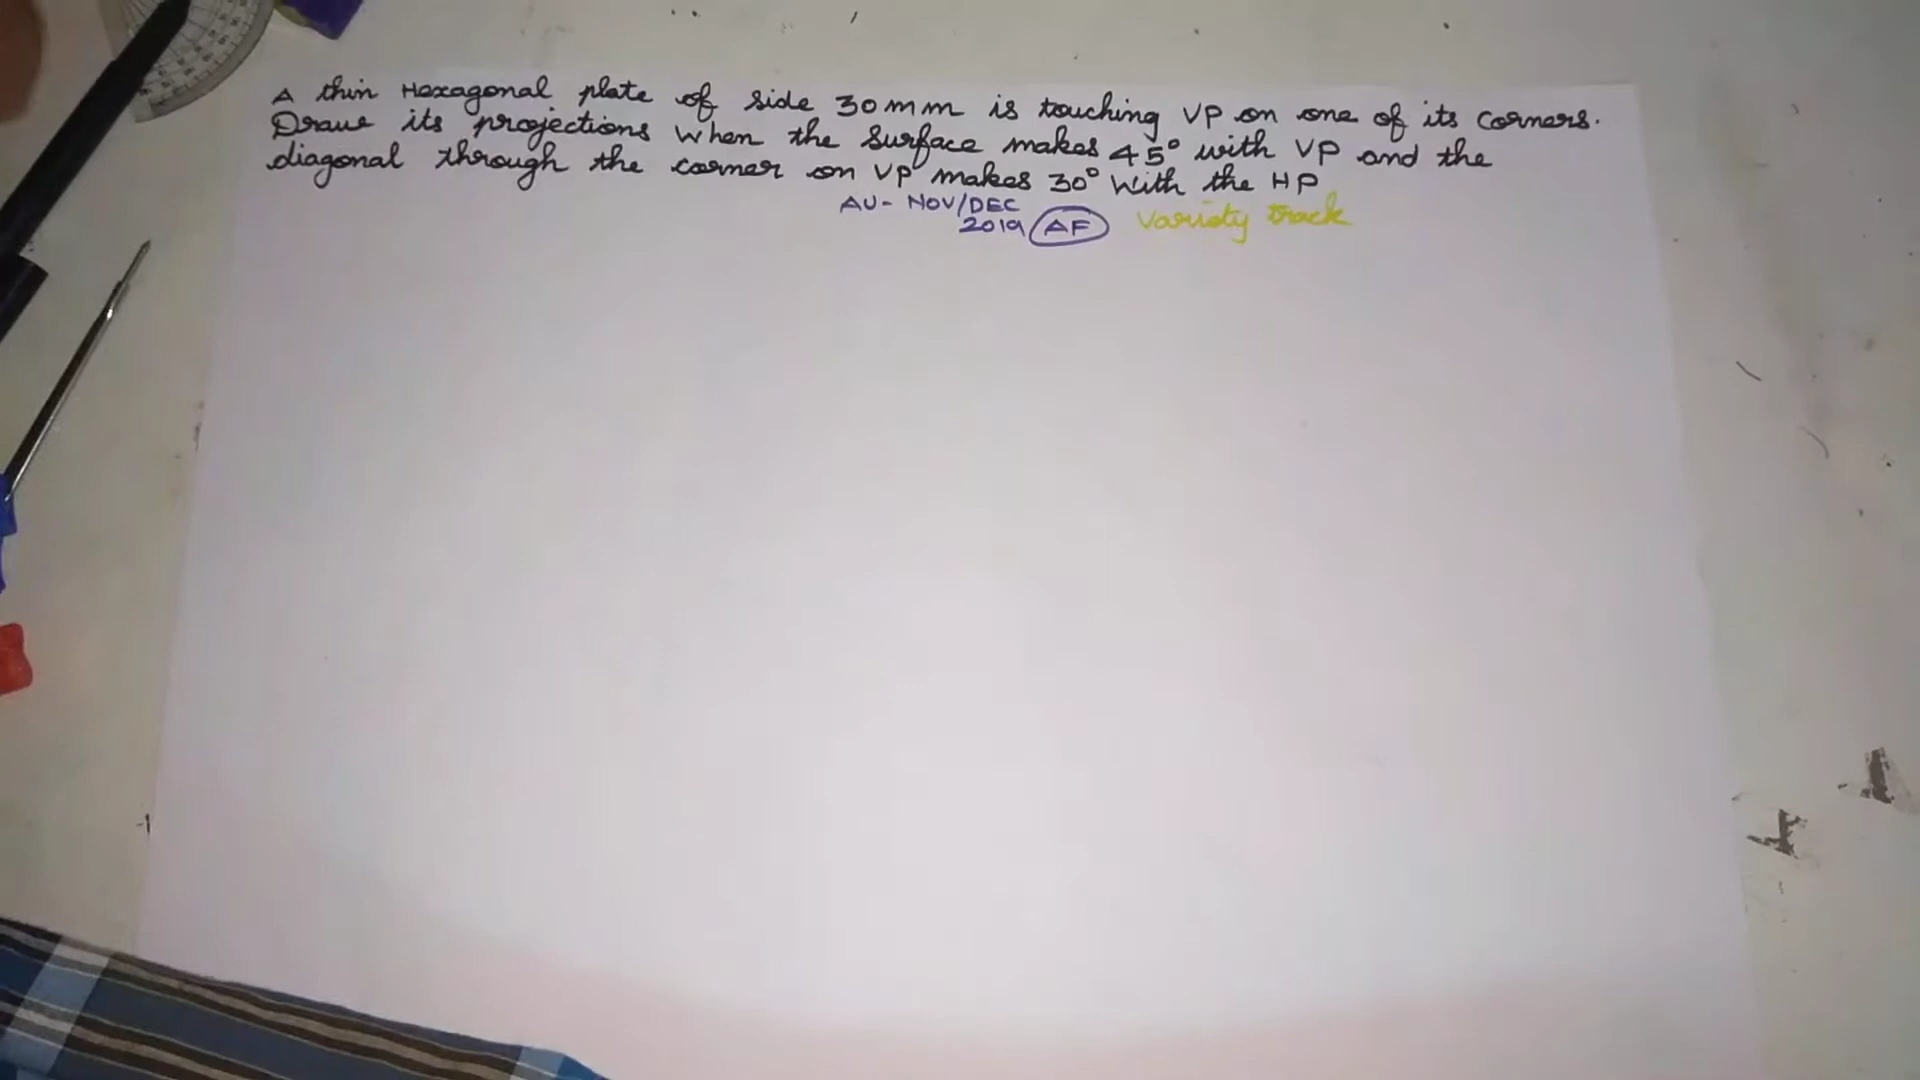 A thin Hexagonal plate of side 30mm is touching VP on one of its corners.
Draw its projections when the surface makes 45° with VP and the
diagonal through the corner on VP makes 30° with the HP
AU- NOV/DEC
2019 AF Variety track